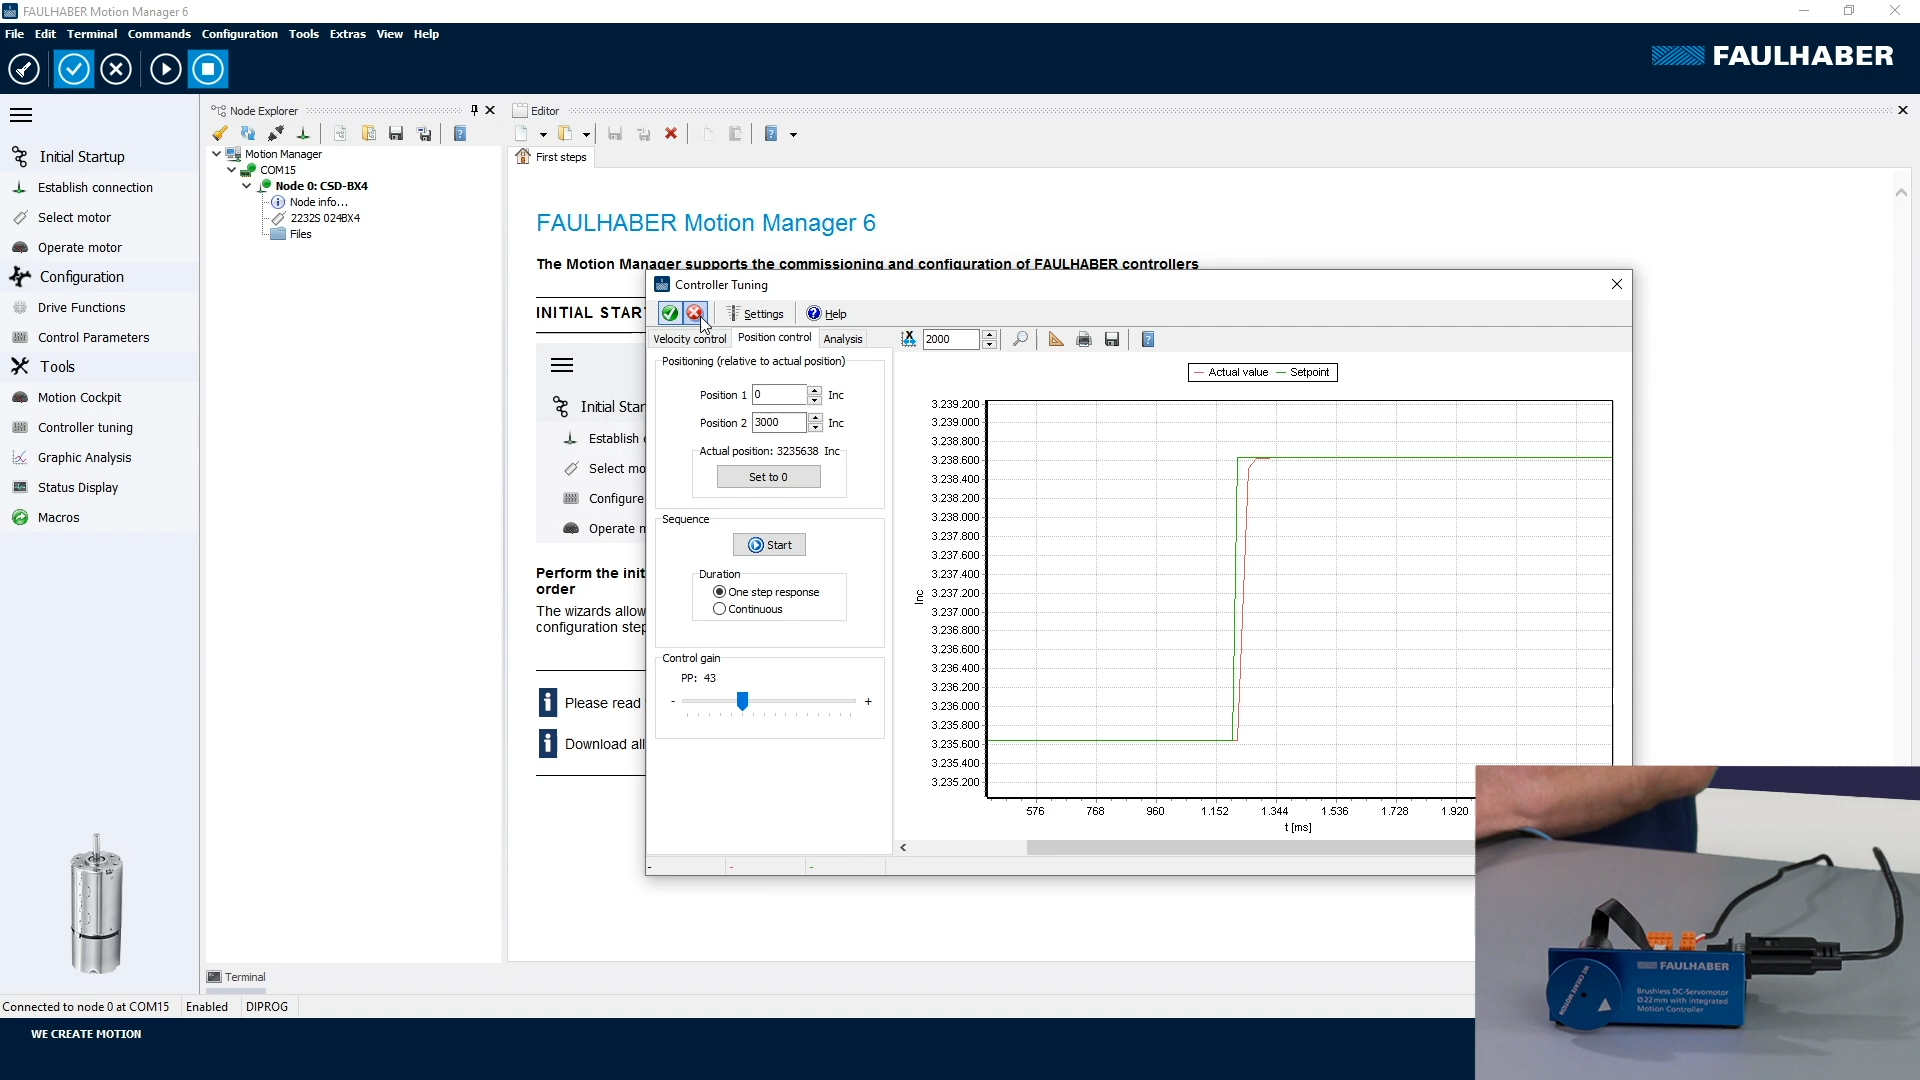 FAULHABER Motion Manager 6
File Edit Terminal Commands Configuration Tools Extras View Help
FAULHABER
Node Explorer
Editor
First steps
Initial Startup
Establish connection
Select motor
Operate motor
Configuration
Drive Functions
Control Parameters
Tools
Motion Cockpit
Controller tuning
Graphic Analysis
Status Display
Macros
Motion Manager
COM15
Node 0: CSD-BX4
Node info...
2232S 024BX4
Files
FAULHABER Motion Manager 6
The Motion Manager supports the commissioning and configuration of FAULHABER controllers
INITIAL STAR
Initial Star
Establish
Select mo
Configure
Operate
Perform the init
order
The wizards allow
configuration step
Please read
Download all
Controller Tuning
Settings
Help
Velocity control Position control Analysis
2000
Positioning (relative to actual position)
Position 1 0 Inc
Position 2 3000 Inc
Actual position: 3235638 Inc
Set to 0
Sequence
Start
Duration
One step response
Continuous
Control gain
PP: 43
- +
Actual value Setpoint
3.239.200
3.239.000
3.238.800
3.238.600
3.238.400
3.238.200
3.238.000
3.237.800
3.237.600
3.237.400
3.237.200
3.237.000
3.236.800
3.236.600
3.236.400
3.236.200
3.236.000
3.235.800
3.235.600
3.235.400
3.235.200
Inc
576 768 960 1.152 1.344 1.536 1.728 1.920
t [ms]
- - -
Terminal
Connected to node 0 at COM15 Enabled DIPROG
WE CREATE MOTION
FAULHABER
Brushless DC-Servomotor
Ø22mm with integrated
Motion Controller
WE CREATE MOTION